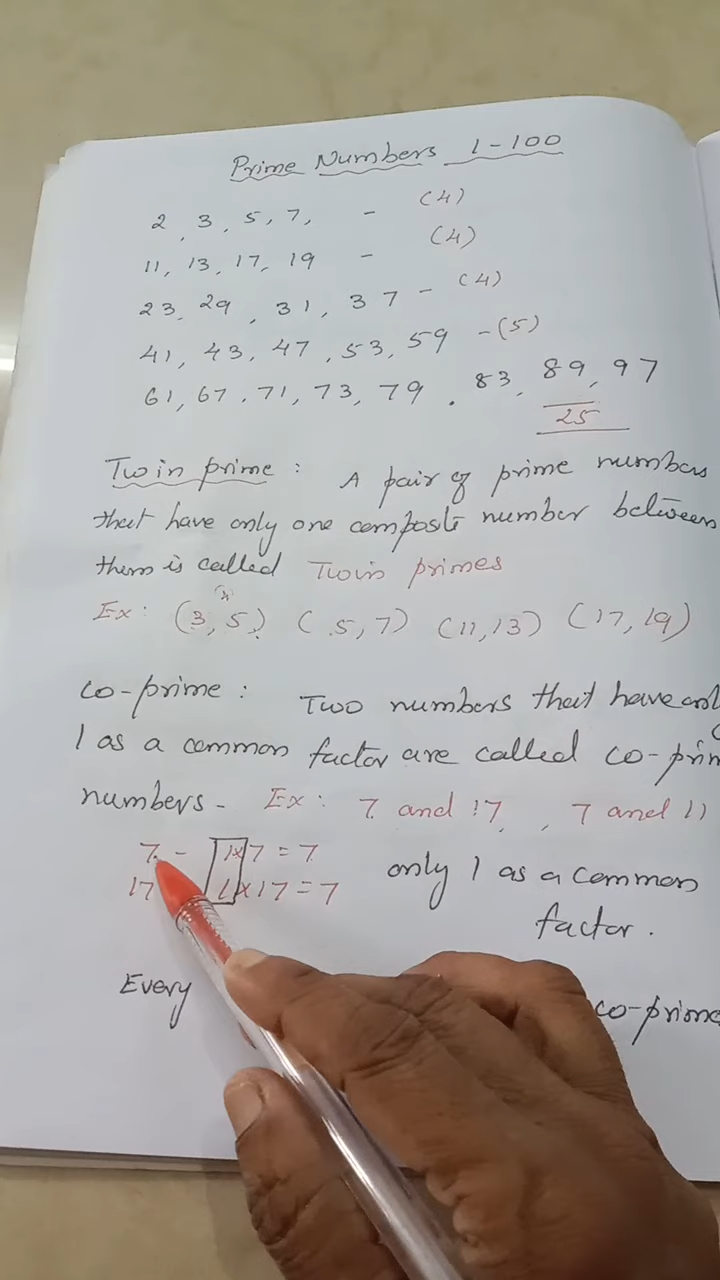 Prime Numbers 1-100
2, 3, 5, 7, - (4)
11, 13, 17, 19 - (4)
23, 29, 31, 37 - (4)
41, 43, 47, 53, 59 - (5)
61, 67, 71, 73, 79, 83, 89, 97
25
Twin prime : A pair of prime numbers
that have only one composite number between
them is called Twin primes
Ex: (3, 5) (5, 7) (11, 13) (17, 19)
co-prime : Two numbers that have
1 as a common factor are called co-prim
numbers - Ex: 7 and 17, 7 and 11
7 - 1x7 = 7 only 1 as a common
17 1x17 = 7 factor.
Every co-prime